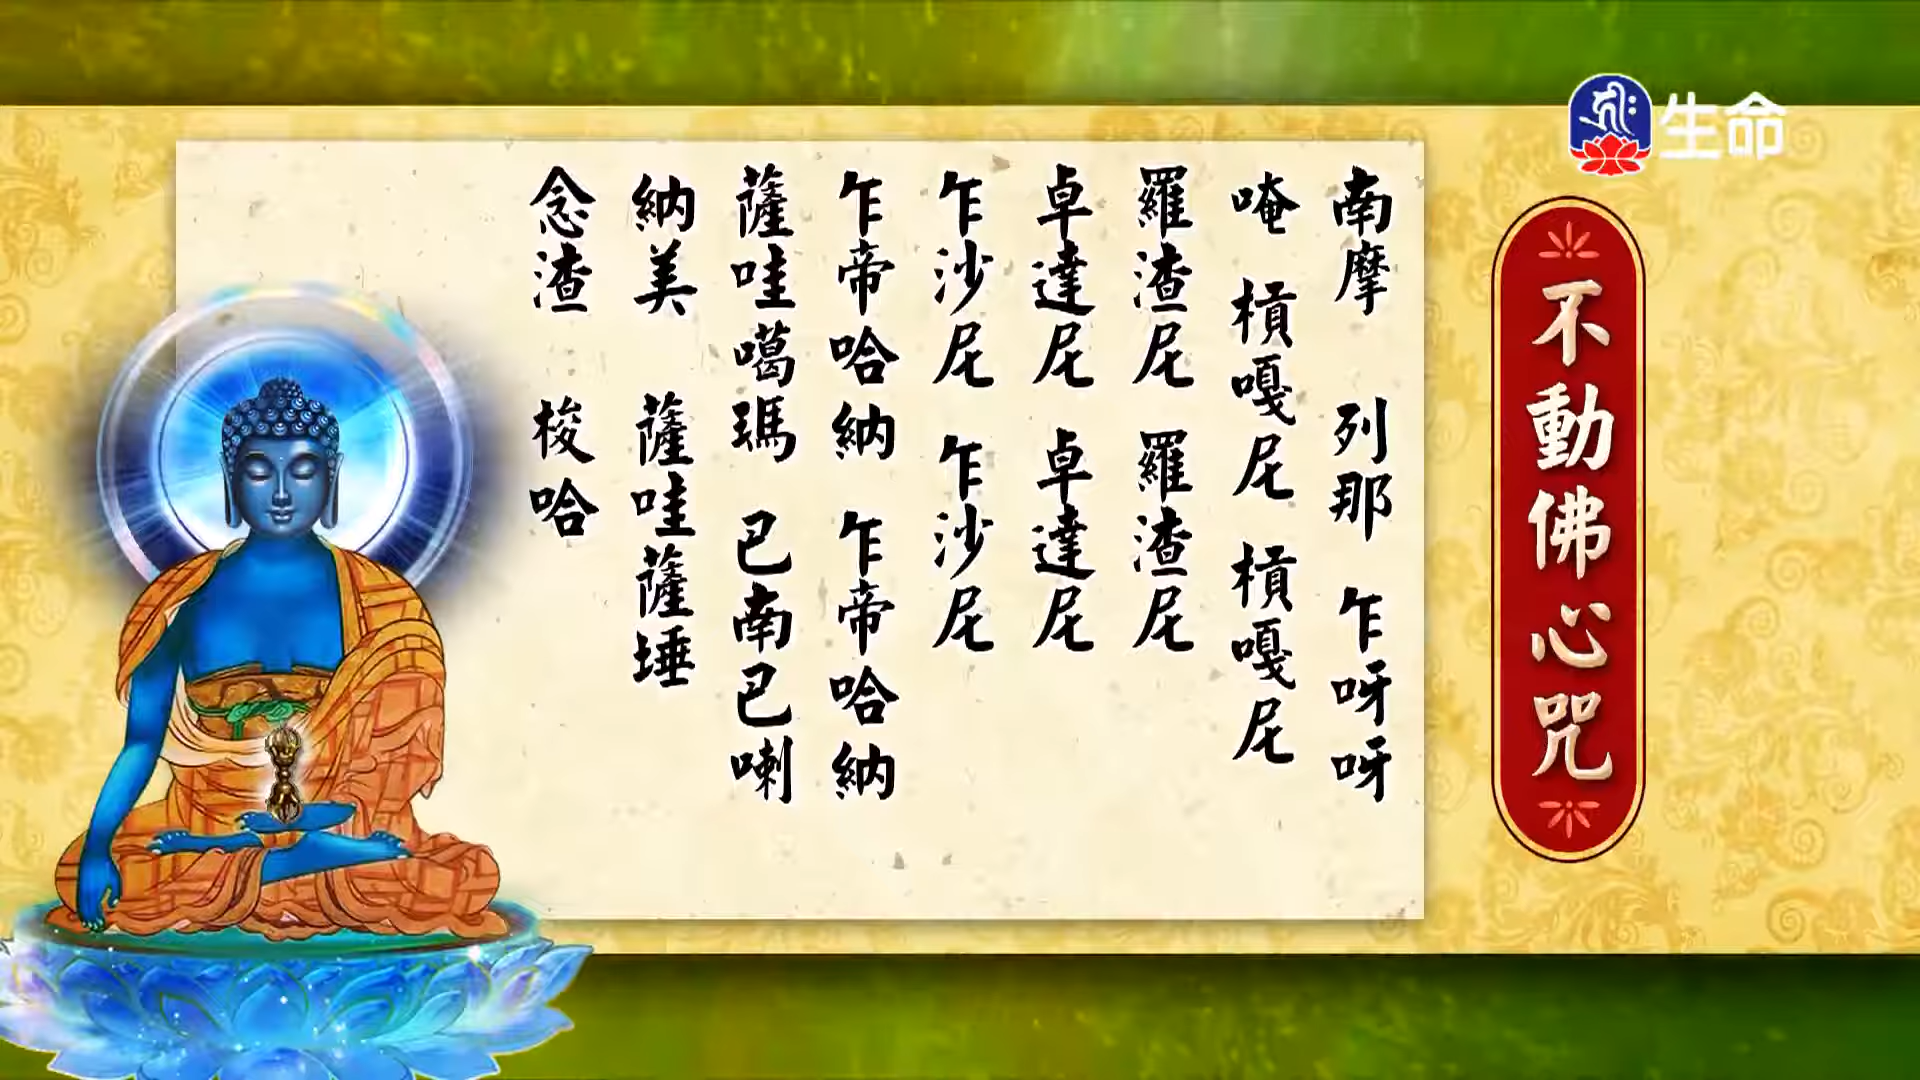 生命
不動佛心咒
南摩 列那 乍呀呀
唵 槓嘎尼 槓嘎尼
羅渣尼 羅渣尼
卓達尼 卓達尼
乍沙尼 乍沙尼
乍帝哈納 乍帝哈納
薩哇噶瑪 巴南巴喇
納美 薩哇薩埵
念渣 梭哈